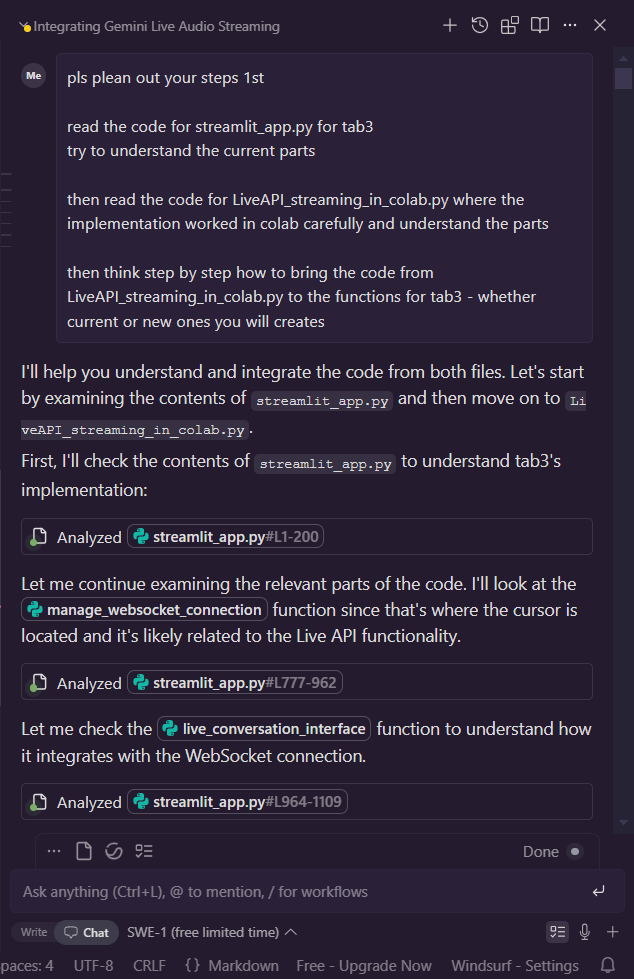 Integrating Gemini Live Audio Streaming
Me
pls plean out your steps 1st
read the code for streamlit_app.py for tab3
try to understand the current parts
then read the code for LiveAPI_streaming_in_colab.py where the
implementation worked in colab carefully and understand the parts
then think step by step how to bring the code from
LiveAPI_streaming_in_colab.py to the functions for tab3 - whether
current or new ones you will creates
I'll help you understand and integrate the code from both files. Let's start
by examining the contents of streamlit_app.py and then move on to Li
veAPI_streaming_in_colab.py.
First, I'll check the contents of streamlit_app.py to understand tab3's
implementation:
Analyzed streamlit_app.py#L1-200
Let me continue examining the relevant parts of the code. I'll look at the
manage_websocket_connection function since that's where the cursor is
located and it's likely related to the Live API functionality.
Analyzed streamlit_app.py#L777-962
Let me check the live_conversation_interface function to understand how
it integrates with the WebSocket connection.
Analyzed streamlit_app.py#L964-1109
Done
Ask anything (Ctrl+L), @ to mention, / for workflows
Write Chat SWE-1 (free limited time)
paces: 4 UTF-8 CRLF {} Markdown Free - Upgrade Now Windsurf - Settings